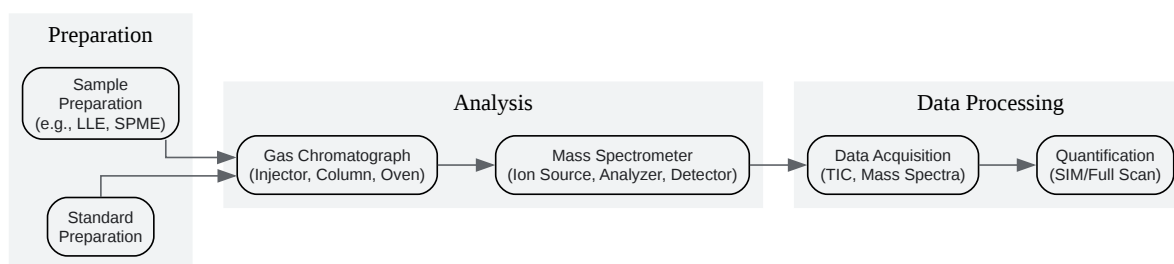 Preparation
Sample
Preparation
(e.g., LLE, SPME)
Standard
Preparation
Analysis
Gas Chromatograph
(Injector, Column, Oven)
Mass Spectrometer
(Ion Source, Analyzer, Detector)
Data Processing
Data Acquisition
(TIC, Mass Spectra)
Quantification
(SIM/Full Scan)